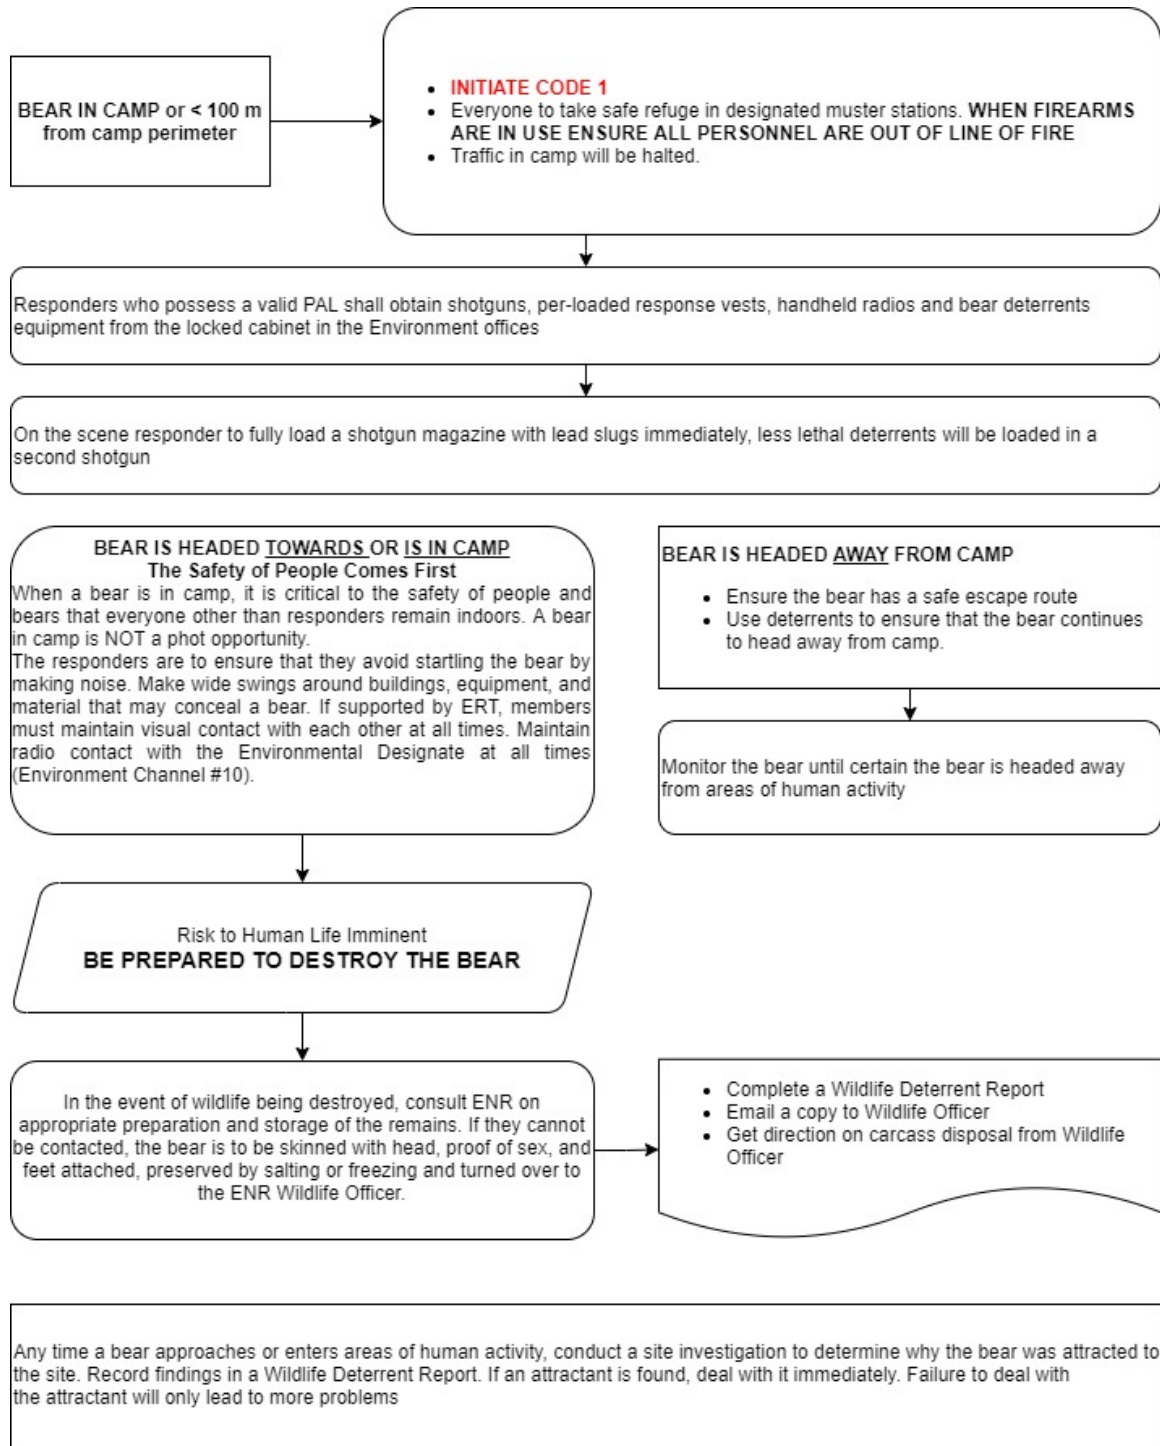 BEAR IN CAMP or < 100 m
from camp perimeter
INITIATE CODE 1
Everyone to take safe refuge in designated muster stations. WHEN FIREARMS
ARE IN USE ENSURE ALL PERSONNEL ARE OUT OF LINE OF FIRE
Traffic in camp will be halted.
Responders who possess a valid PAL shall obtain shotguns, per-loaded response vests, handheld radios and bear deterrents
equipment from the locked cabinet in the Environment offices
On the scene responder to fully load a shotgun magazine with lead slugs immediately, less lethal deterrents will be loaded in a
second shotgun
BEAR IS HEADED TOWARDS OR IS IN CAMP
The Safety of People Comes First
When a bear is in camp, it is critical to the safety of people and
bears that everyone other than responders remain indoors. A bear
in camp is NOT a phot opportunity.
The responders are to ensure that they avoid startling the bear by
making noise. Make wide swings around buildings, equipment, and
material that may conceal a bear. If supported by ERT, members
must maintain visual contact with each other at all times. Maintain
radio contact with the Environmental Designate at all times
(Environment Channel #10).
BEAR IS HEADED AWAY FROM CAMP
Ensure the bear has a safe escape route
Use deterrents to ensure that the bear continues
to head away from camp.
Monitor the bear until certain the bear is headed away
from areas of human activity
Risk to Human Life Imminent
BE PREPARED TO DESTROY THE BEAR
In the event of wildlife being destroyed, consult ENR on
appropriate preparation and storage of the remains. If they cannot
be contacted, the bear is to be skinned with head, proof of sex, and
feet attached, preserved by salting or freezing and turned over to
the ENR Wildlife Officer.
Complete a Wildlife Deterrent Report
Email a copy to Wildlife Officer
Get direction on carcass disposal from Wildlife
Officer
Any time a bear approaches or enters areas of human activity, conduct a site investigation to determine why the bear was attracted to
the site. Record findings in a Wildlife Deterrent Report. If an attractant is found, deal with it immediately. Failure to deal with
the attractant will only lead to more problems